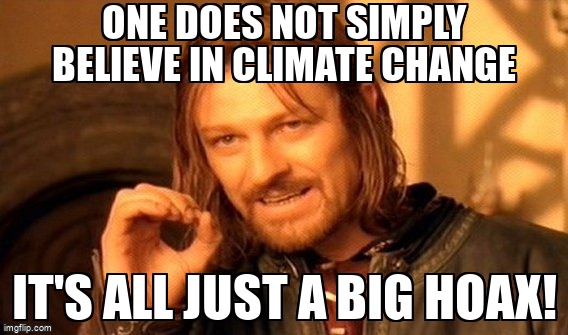 ONE DOES NOT SIMPLY
BELIEVE IN CLIMATE CHANGE
IT'S ALL JUST A BIG HOAX!
imgflip.com